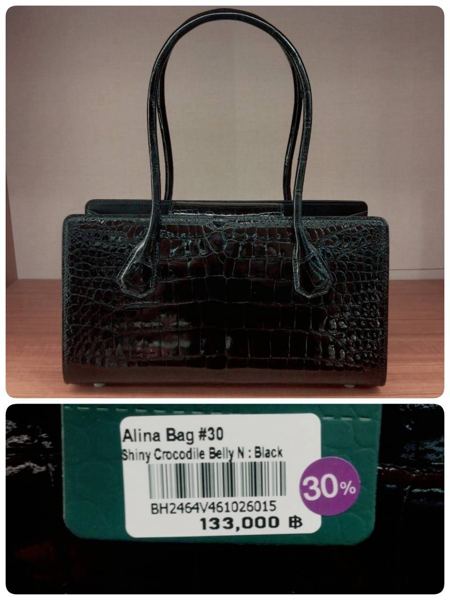 Alina Bag #30
Shiny Crocodile Belly N : Black
30%
BH2464V461026015
133,000 ฿